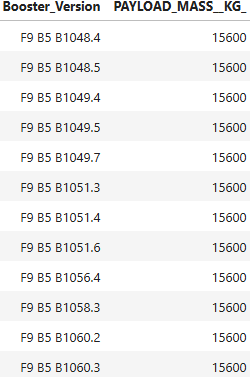 Booster_Version PAYLOAD_MASS__KG_
F9 B5 B1048.4 15600
F9 B5 B1048.5 15600
F9 B5 B1049.4 15600
F9 B5 B1049.5 15600
F9 B5 B1049.7 15600
F9 B5 B1051.3 15600
F9 B5 B1051.4 15600
F9 B5 B1051.6 15600
F9 B5 B1056.4 15600
F9 B5 B1058.3 15600
F9 B5 B1060.2 15600
F9 B5 B1060.3 15600